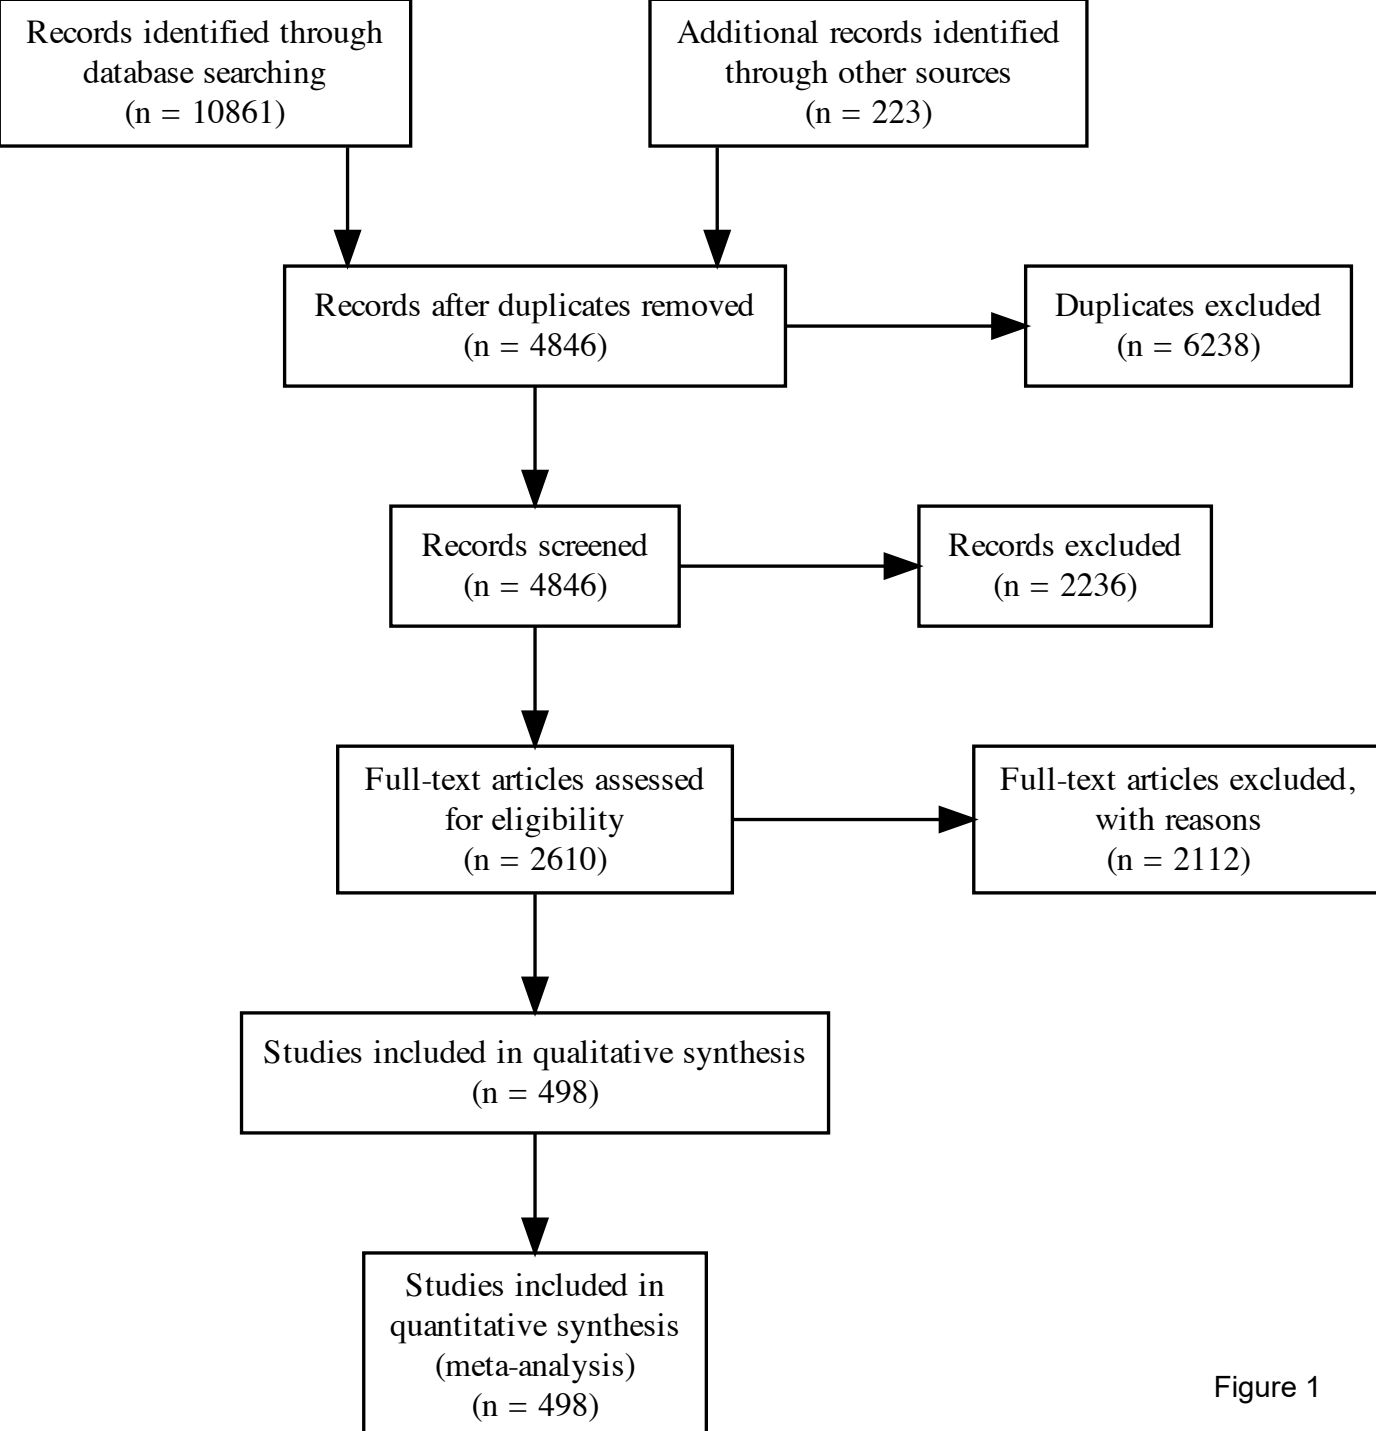 Records identified through
database searching
(n = 10861)
Additional records identified
through other sources
(n = 223)
Records after duplicates removed
(n = 4846)
Duplicates excluded
(n = 6238)
Records screened
(n = 4846)
Records excluded
(n = 2236)
Full-text articles assessed
for eligibility
(n = 2610)
Full-text articles excluded,
with reasons
(n = 2112)
Studies included in qualitative synthesis
(n = 498)
Studies included in
quantitative synthesis
(meta-analysis)
(n = 498)
Figure 1